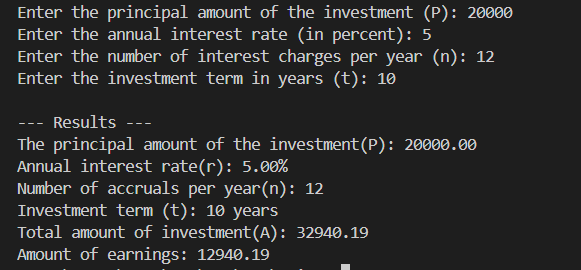 Enter the principal amount of the investment (P): 20000
Enter the annual interest rate (in percent): 5
Enter the number of interest charges per year (n): 12
Enter the investment term in years (t): 10
--- Results ---
The principal amount of the investment(P): 20000.00
Annual interest rate(r): 5.00%
Number of accruals per year(n): 12
Investment term (t): 10 years
Total amount of investment(A): 32940.19
Amount of earnings: 12940.19